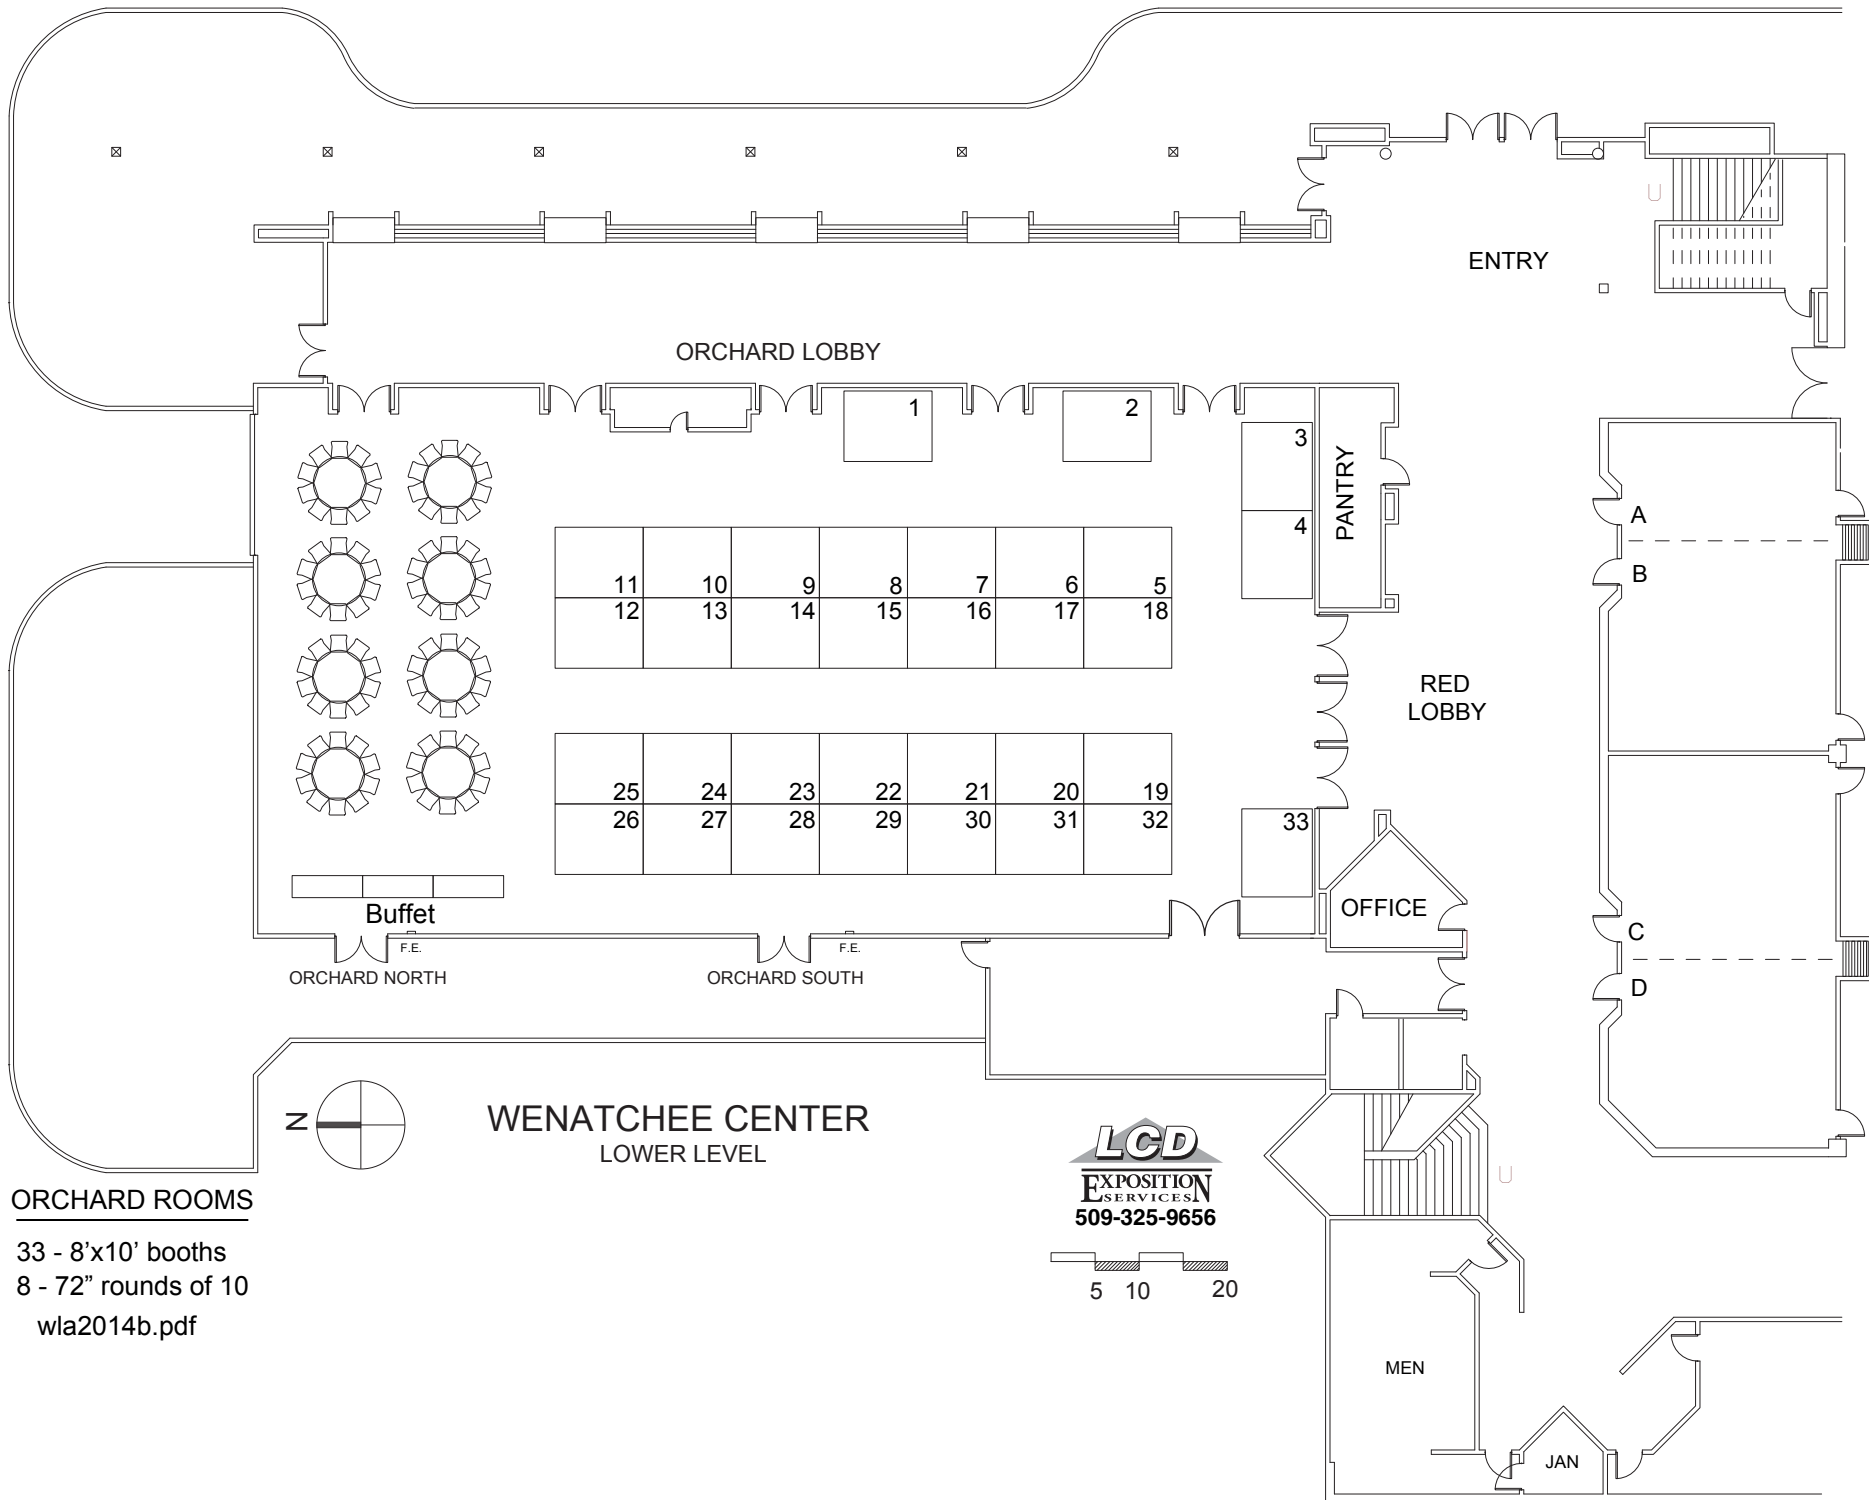 ENTRY
ORCHARD LOBBY
1
2
3
4
PANTRY
A
B
11 10 9 8 7 6 5
12 13 14 15 16 17 18
RED
LOBBY
25 24 23 22 21 20 19
26 27 28 29 30 31 32
33
OFFICE
Buffet
C
D
F.E.
F.E.
ORCHARD NORTH
ORCHARD SOUTH
N
WENATCHEE CENTER
LOWER LEVEL
LCD
EXPOSITION
SERVICES
509-325-9656
5 10 20
U
U
ORCHARD ROOMS
33 - 8’x10’ booths
8 - 72” rounds of 10
wla2014b.pdf
MEN
JAN